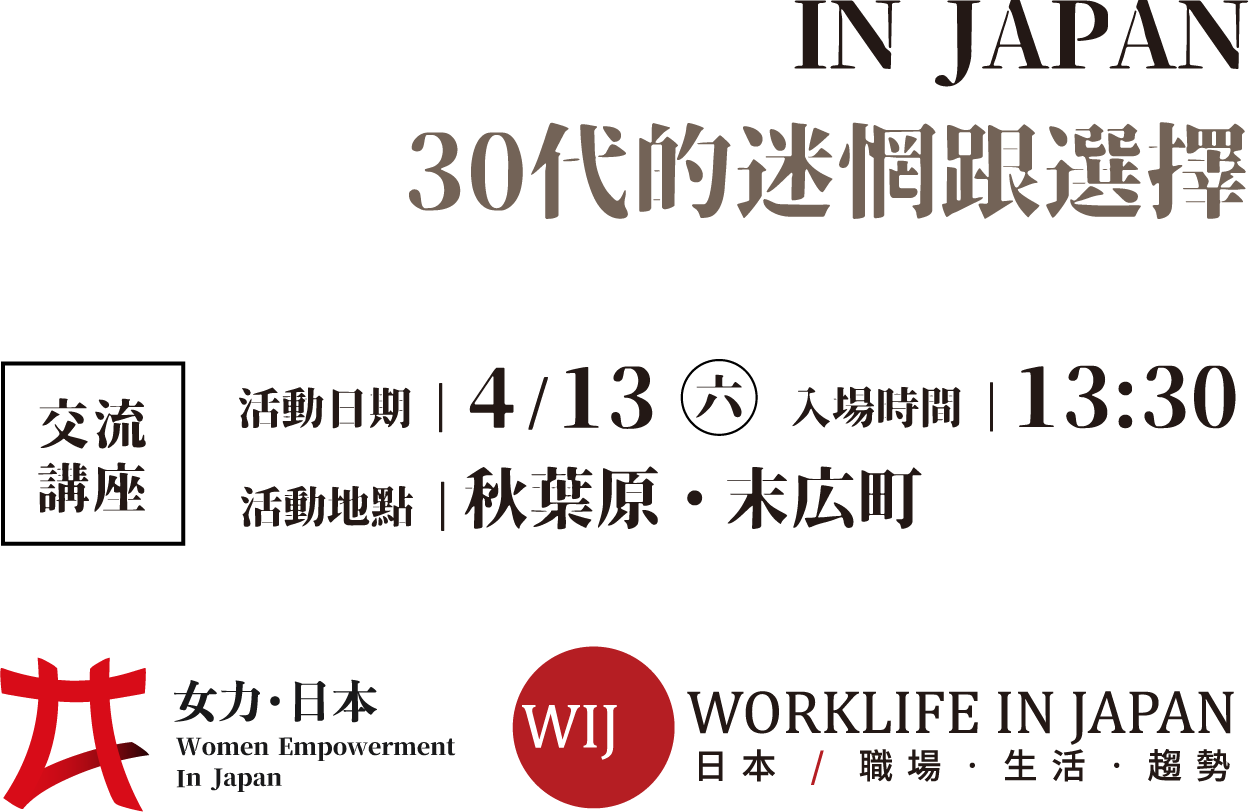 IN JAPAN
30代的迷惘跟選擇
交流
講座
活動日期 | 4/13 六 入場時間 | 13:30
活動地點 | 秋葉原・末広町
女力・日本
Women Empowerment
In Japan
WIJ
WORKLIFE IN JAPAN
日本 / 職場・生活・趨勢